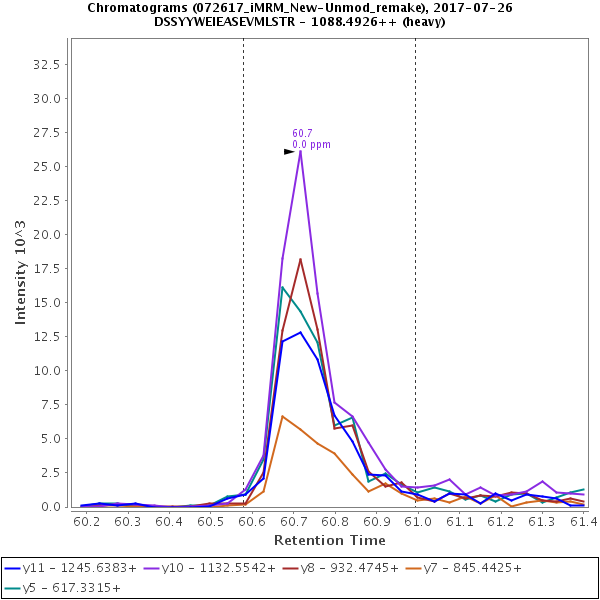 Chromatograms (072617_iMRM_New-Unmod_remake), 2017-07-26
DSSYYWEIEASEVMLSTR - 1088.4926++ (heavy)
60.7
0.0 ppm
Intensity 10^3
32.5
30.0
27.5
25.0
22.5
20.0
17.5
15.0
12.5
10.0
7.5
5.0
2.5
0.0
60.2 60.3 60.4 60.5 60.6 60.7 60.8 60.9 61.0 61.1 61.2 61.3 61.4
Retention Time
y11 - 1245.6383+ y10 - 1132.5542+ y8 - 932.4745+ y7 - 845.4425+
y5 - 617.3315+